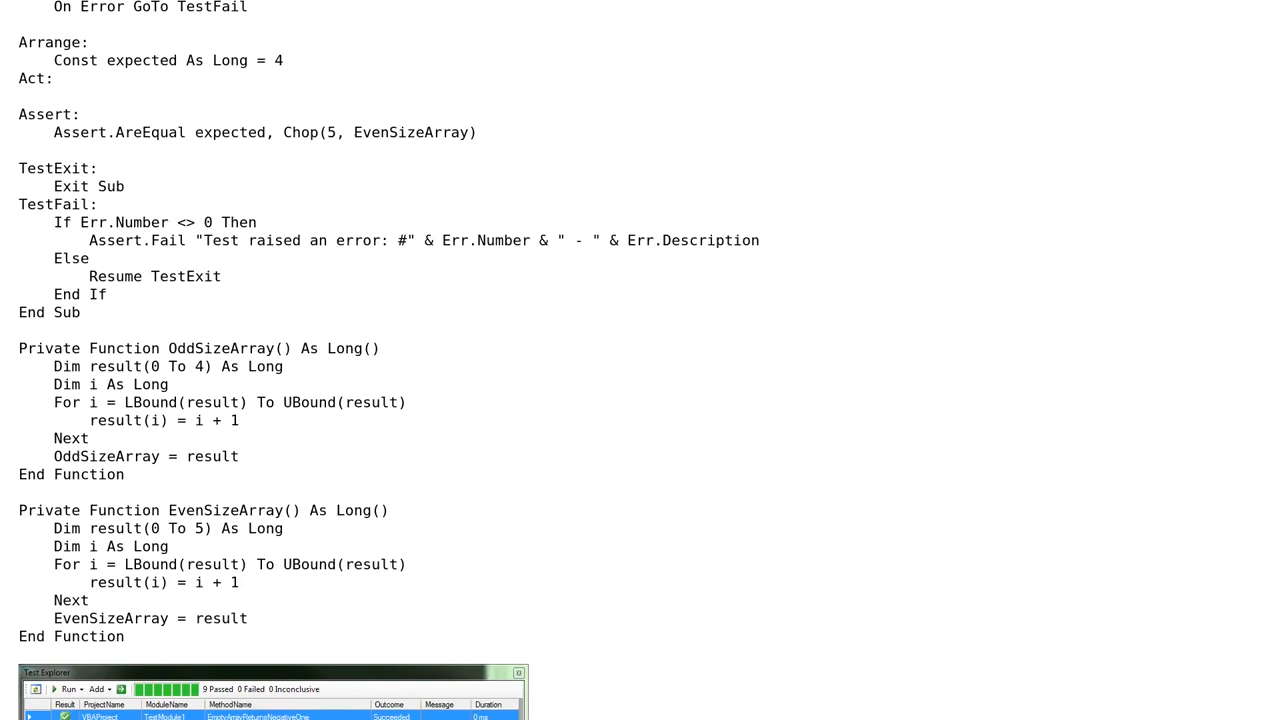 On Error GoTo TestFail

Arrange:
    Const expected As Long = 4
Act:

Assert:
    Assert.AreEqual expected, Chop(5, EvenSizeArray)

TestExit:
    Exit Sub
TestFail:
    If Err.Number <> 0 Then
        Assert.Fail "Test raised an error: #" & Err.Number & " - " & Err.Description
    Else
        Resume TestExit
    End If
End Sub

Private Function OddSizeArray() As Long()
    Dim result(0 To 4) As Long
    Dim i As Long
    For i = LBound(result) To UBound(result)
        result(i) = i + 1
    Next
    OddSizeArray = result
End Function

Private Function EvenSizeArray() As Long()
    Dim result(0 To 5) As Long
    Dim i As Long
    For i = LBound(result) To UBound(result)
        result(i) = i + 1
    Next
    EvenSizeArray = result
End Function

Test Explorer
Run Add 9 Passed 0 Failed 0 Inconclusive
Result ProjectName ModuleName MethodName Outcome Message Duration
VBAProject TestModule1 EmptyArrayReturnsNegativeOne Succeeded 0 ms